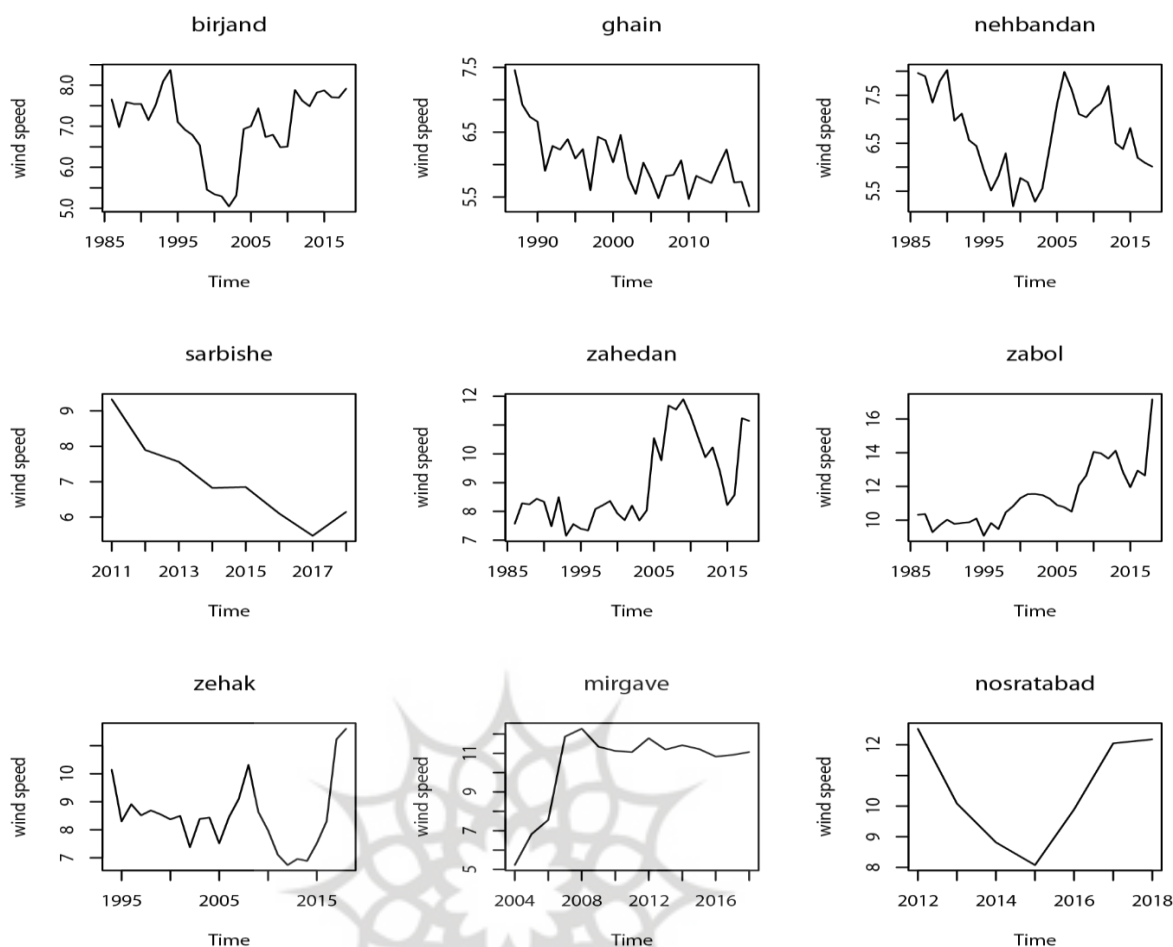 birjand
wind speed
5.0 6.0 7.0 8.0
1985 1995 2005 2015
Time
ghain
wind speed
5.5 6.5 7.5
1990 2000 2010
Time
nehbandan
wind speed
5.5 6.5 7.5
1985 1995 2005 2015
Time
sarbishe
wind speed
6 7 8 9
2011 2013 2015 2017
Time
zahedan
wind speed
7 8 9 10 12
1985 1995 2005 2015
Time
zabol
wind speed
10 12 14 16
1985 1995 2005 2015
Time
zehak
wind speed
7 8 9 10
1995 2005 2015
Time
mirgave
wind speed
5 7 9 11
2004 2008 2012 2016
Time
nosratabad
wind speed
8 9 10 12
2012 2014 2016 2018
Time